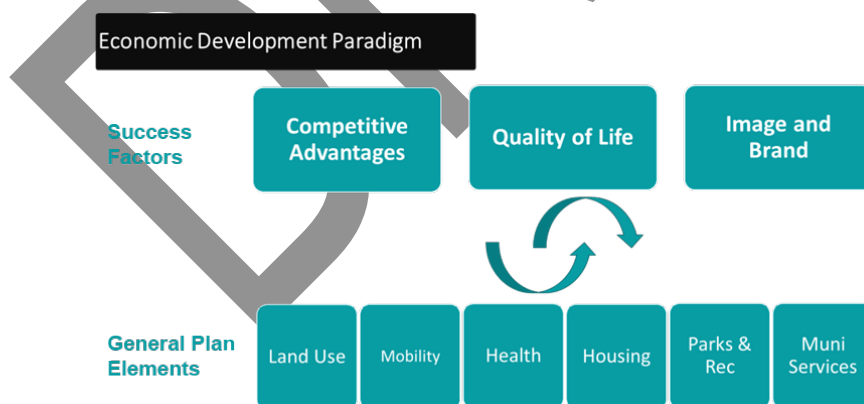 Economic Development Paradigm
Success
Factors
Competitive
Advantages
Quality of Life
Image and
Brand
General Plan
Elements
Land Use
Mobility
Health
Housing
Parks &
Rec
Muni
Services